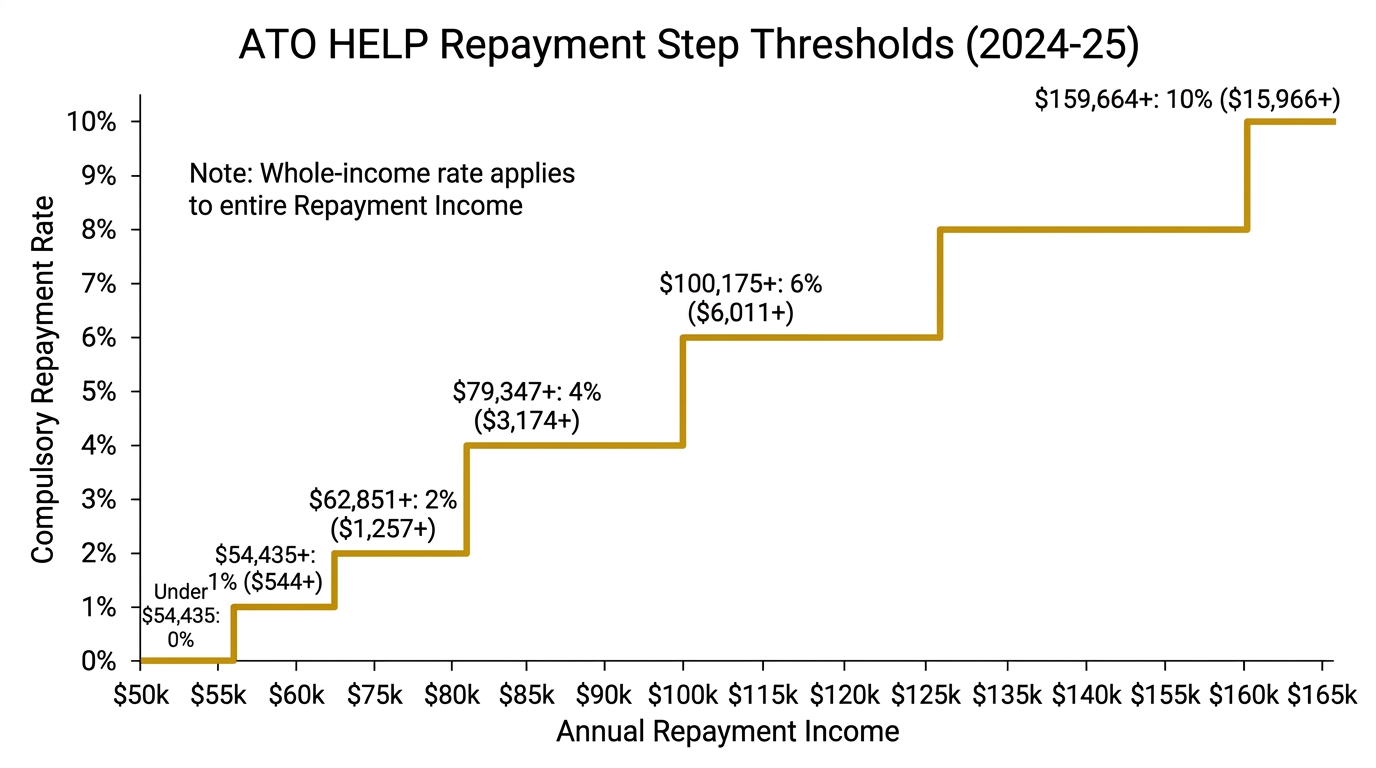 ATO HELP Repayment Step Thresholds (2024-25)
$159,664+: 10% ($15,966+)
10%
9%
8%
7%
6%
5%
4%
3%
2%
1%
0%
Compulsory Repayment Rate
Note: Whole-income rate applies
to entire Repayment Income
$100,175+: 6%
($6,011+)
$79,347+: 4%
($3,174+)
$62,851+: 2%
($1,257+)
$54,435+:
1% ($544+)
Under
$54,435:
0%
$50k $55k $60k $75k $80k $85k $90k $100k $115k $120k $125k $135k $140k $155k $160k $165k
Annual Repayment Income